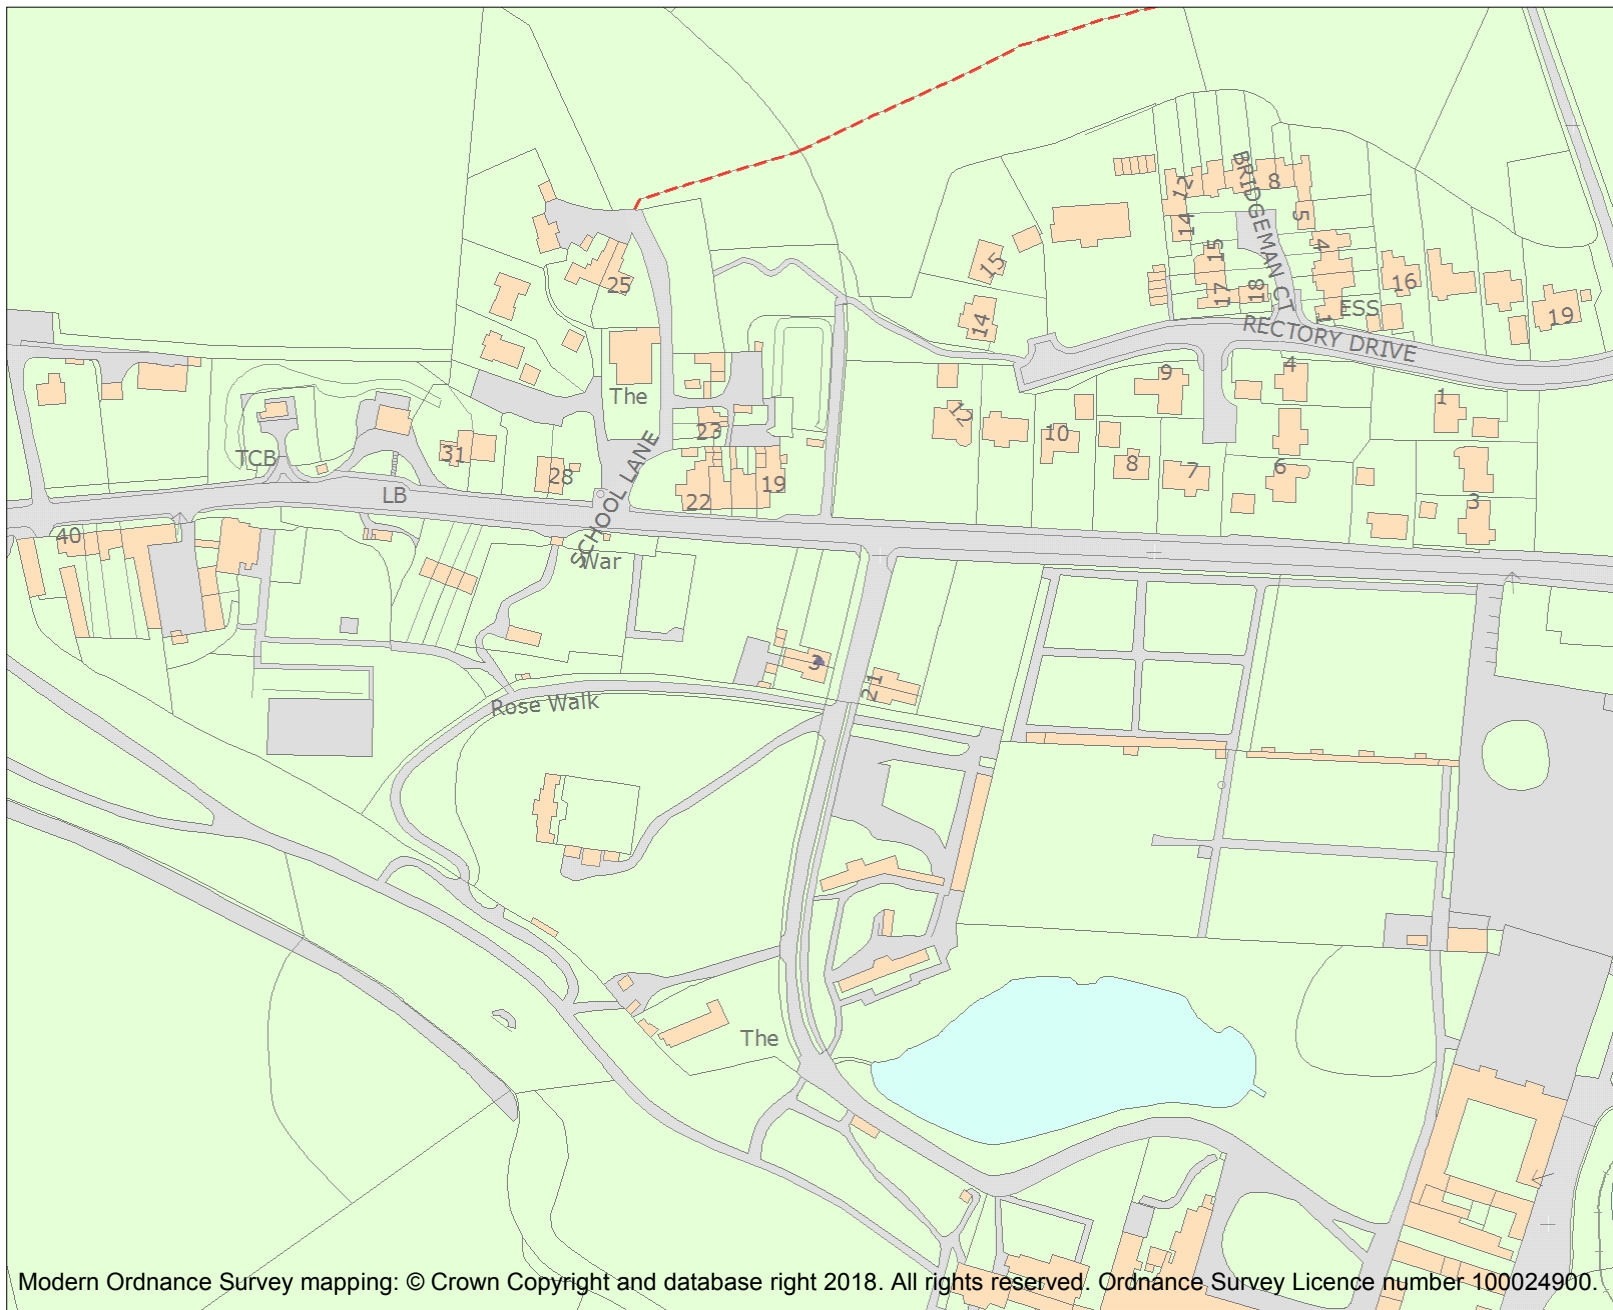 BRIDGEMAN CT
12
8
14
5
15
4
15
25
16
17
18
ESS
1
19
14
RECTORY DRIVE
4
9
The
1
12
23
10
TCB
31
8
7
6
28
SCHOOL LANE
19
LB
22
3
40
War
3
21
Rose Walk
The
Modern Ordnance Survey mapping: © Crown Copyright and database right 2018. All rights reserved. Ordnance Survey Licence number 100024900.